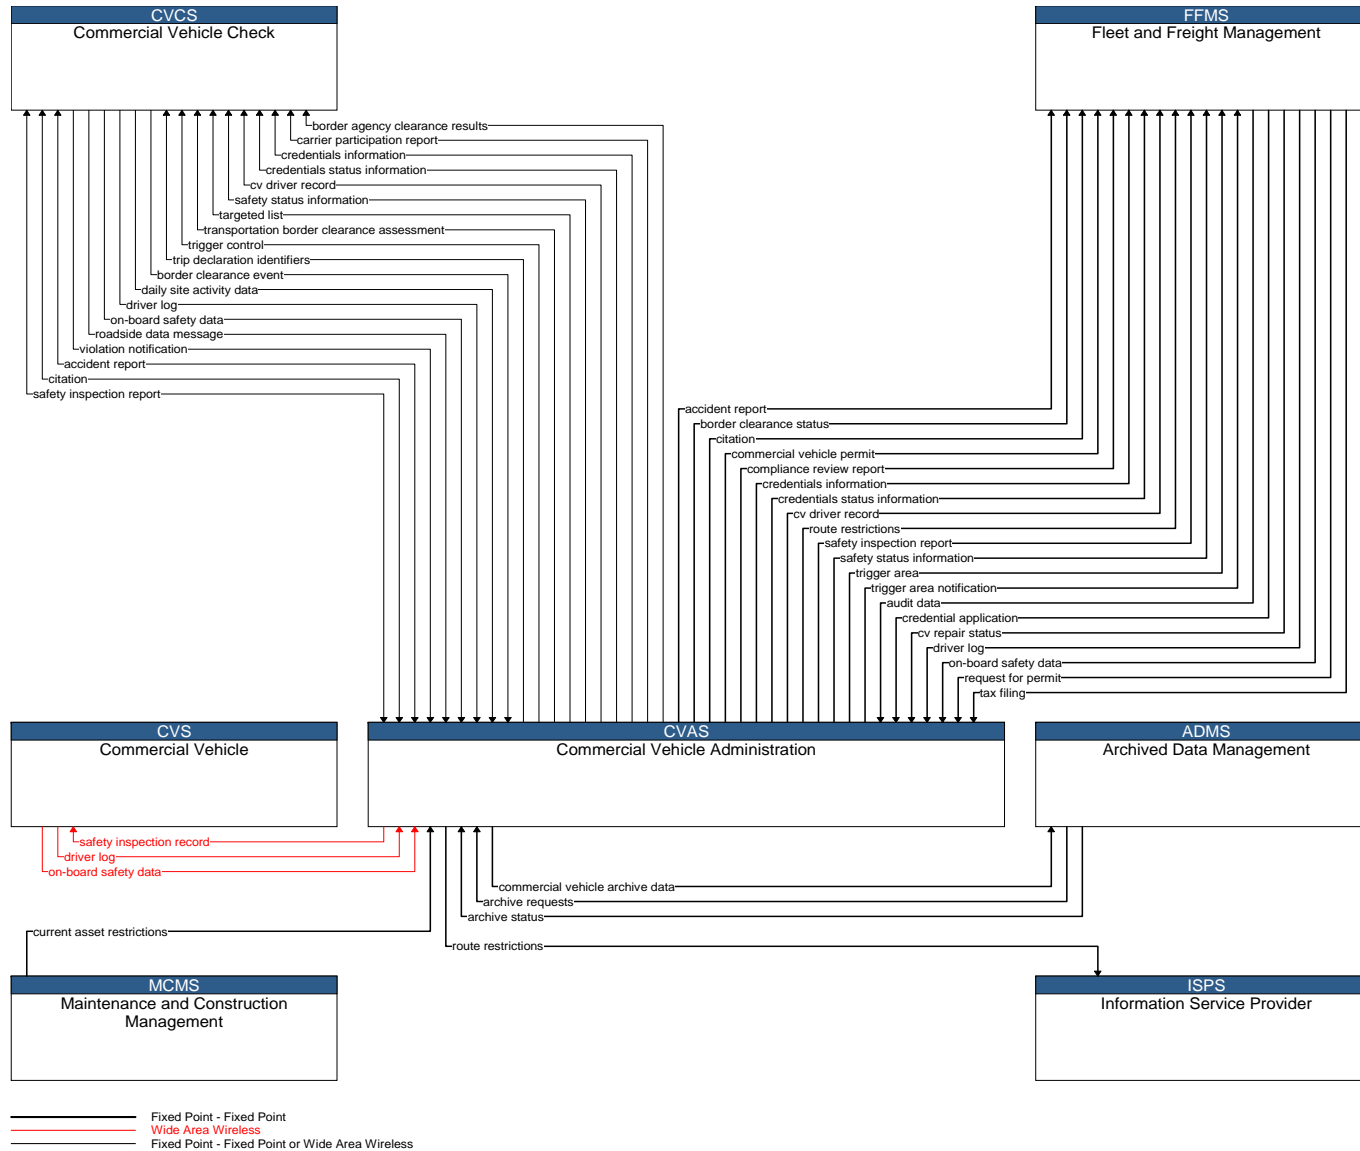 CVCS
Commercial Vehicle Check
FFMS
Fleet and Freight Management
border agency clearance results
carrier participation report
credentials information
credentials status information
cv driver record
safety status information
targeted list
transportation border clearance assessment
trigger control
trip declaration identifiers
border clearance event
daily site activity data
driver log
on-board safety data
roadside data message
violation notification
accident report
citation
safety inspection report
accident report
border clearance status
citation
commercial vehicle permit
compliance review report
credentials information
credentials status information
cv driver record
route restrictions
safety inspection report
safety status information
trigger area
trigger area notification
audit data
credential application
cv repair status
driver log
on-board safety data
request for permit
tax filing
CVS
Commercial Vehicle
CVAS
Commercial Vehicle Administration
ADMS
Archived Data Management
safety inspection record
driver log
on-board safety data
commercial vehicle archive data
archive requests
archive status
current asset restrictions
route restrictions
MCMS
Maintenance and Construction
Management
ISPS
Information Service Provider
Fixed Point - Fixed Point
Wide Area Wireless
Fixed Point - Fixed Point or Wide Area Wireless